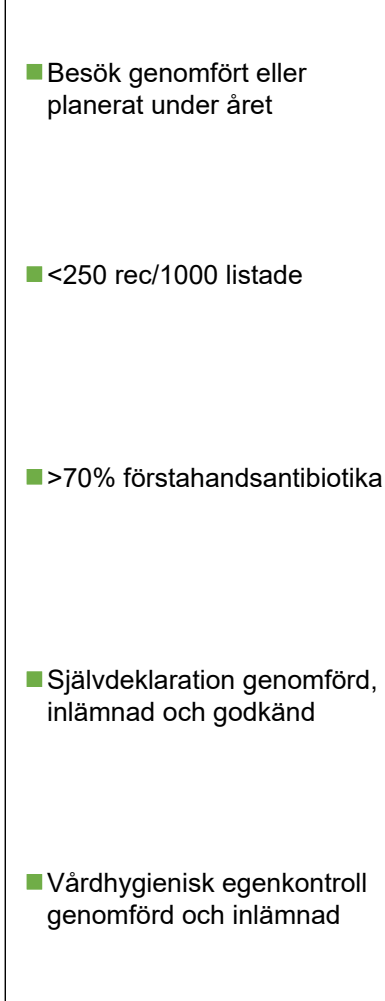 Besök genomfört eller
planerat under året
<250 rec/1000 listade
>70% förstahandsantibiotika
Självdeklaration genomförd,
inlämnad och godkänd
Vårdhygienisk egenkontroll
genomförd och inlämnad